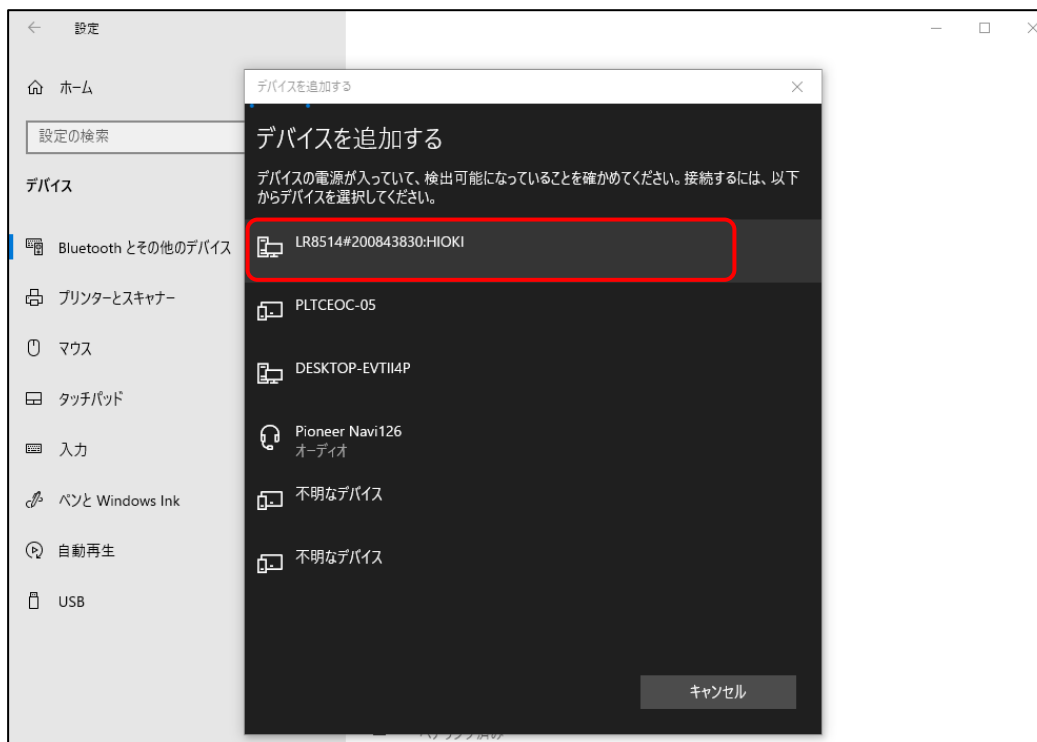 設定
ホーム
設定の検索
デバイス
Bluetooth とその他のデバイス
プリンターとスキャナー
マウス
タッチパッド
入力
ペンと Windows Ink
自動再生
USB
デバイスを追加する
デバイスを追加する
デバイスの電源が入っていて、検出可能になっていることを確かめてください。接続するには、以下
からデバイスを選択してください。
LR8514#200843830:HIOKI
PLTCEOC-05
DESKTOP-EVTII4P
Pioneer Navi126
オーディオ
不明なデバイス
不明なデバイス
キャンセル